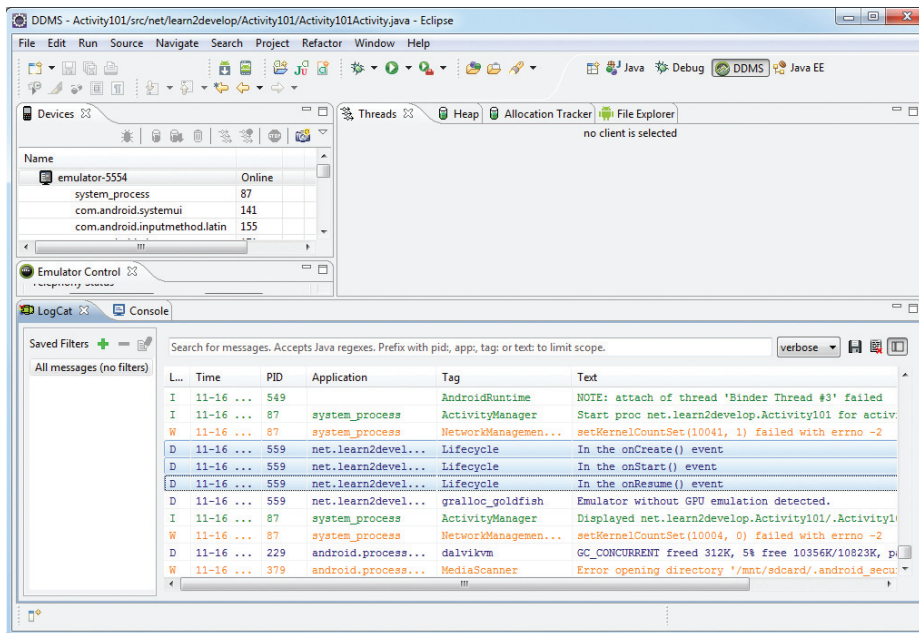 DDMS - Activity101/src/net/learn2develop/Activity101/Activity101Activity.java - Eclipse
File Edit Run Source Navigate Search Project Refactor Window Help
Java Debug DDMS Java EE
Devices
Threads Heap Allocation Tracker File Explorer
no client is selected
Name
emulator-5554 Online
system_process 87
com.android.systemui 141
com.android.inputmethod.latin 155
Emulator Control
Telephony Status
LogCat Console
Saved Filters
Search for messages. Accepts Java regexes. Prefix with pid:, app:, tag: or text: to limit scope.
verbose
All messages (no filters)
L... Time PID Application Tag Text
I 11-16 ... 549 AndroidRuntime NOTE: attach of thread 'Binder Thread #3' failed
I 11-16 ... 87 system_process ActivityManager Start proc net.learn2develop.Activity101 for activ
W 11-16 ... 87 system_process NetworkManagemen... setKernelCountSet(10041, 1) failed with errno -2
D 11-16 ... 559 net.learn2devel... Lifecycle In the onCreate() event
D 11-16 ... 559 net.learn2devel... Lifecycle In the onStart() event
D 11-16 ... 559 net.learn2devel... Lifecycle In the onResume() event
D 11-16 ... 559 net.learn2devel... gralloc_goldfish Emulator without GPU emulation detected.
I 11-16 ... 87 system_process ActivityManager Displayed net.learn2develop.Activity101/.Activity1
W 11-16 ... 87 system_process NetworkManagemen... setKernelCountSet(10004, 0) failed with errno -2
D 11-16 ... 229 android.process... dalvikvm GC_CONCURRENT freed 312K, 5% free 10356K/10823K, pa
W 11-16 ... 379 android.process... MediaScanner Error opening directory '/mnt/sdcard/.android_secu